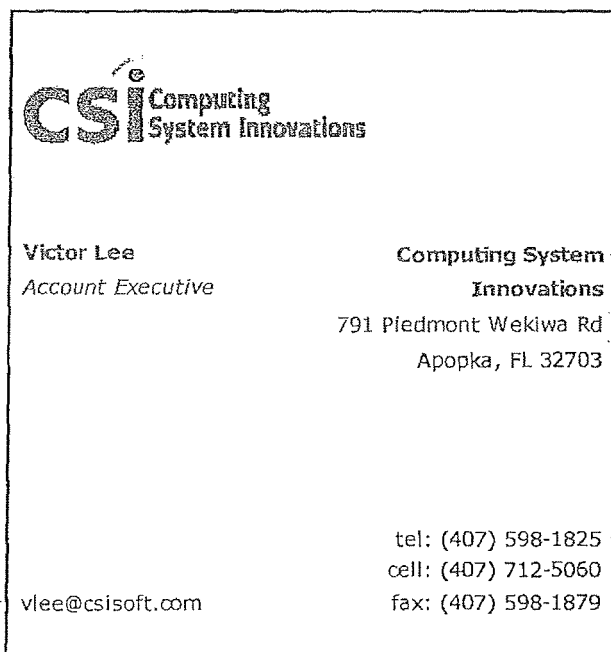 CSi Computing
System Innovations
Victor Lee
Account Executive
Computing System
Innovations
791 Piedmont Wekiwa Rd
Apopka, FL 32703
tel: (407) 598-1825
cell: (407) 712-5060
vlee@csisoft.com
fax: (407) 598-1879